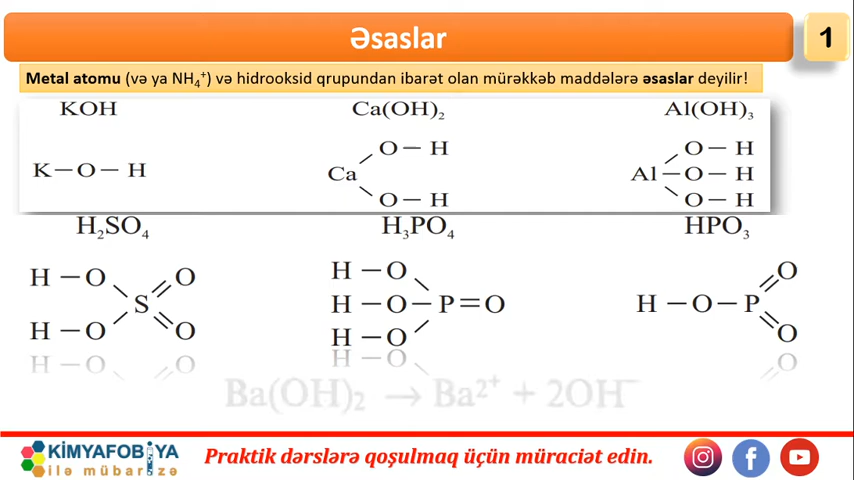 Əsaslar
1
Metal atomu (və ya NH₄⁺) və hidrooksid qrupundan ibarət olan mürəkkəb maddələrə əsaslar deyilir!
KOH Ca(OH)₂ Al(OH)₃
O – H O – H
K – O – H Ca Al – O – H
O – H O – H
H₂SO₄ H₃PO₄ HPO₃
H – O O H – O O
S H – O – P = O H – O – P
H – O O H – O O
H – O O H – O O
Ba(OH)₂ → Ba²⁺ + 2OH⁻
KİMYAFOBİYA
ilə mübarizə
Praktik dərslərə qoşulmaq üçün müraciət edin.